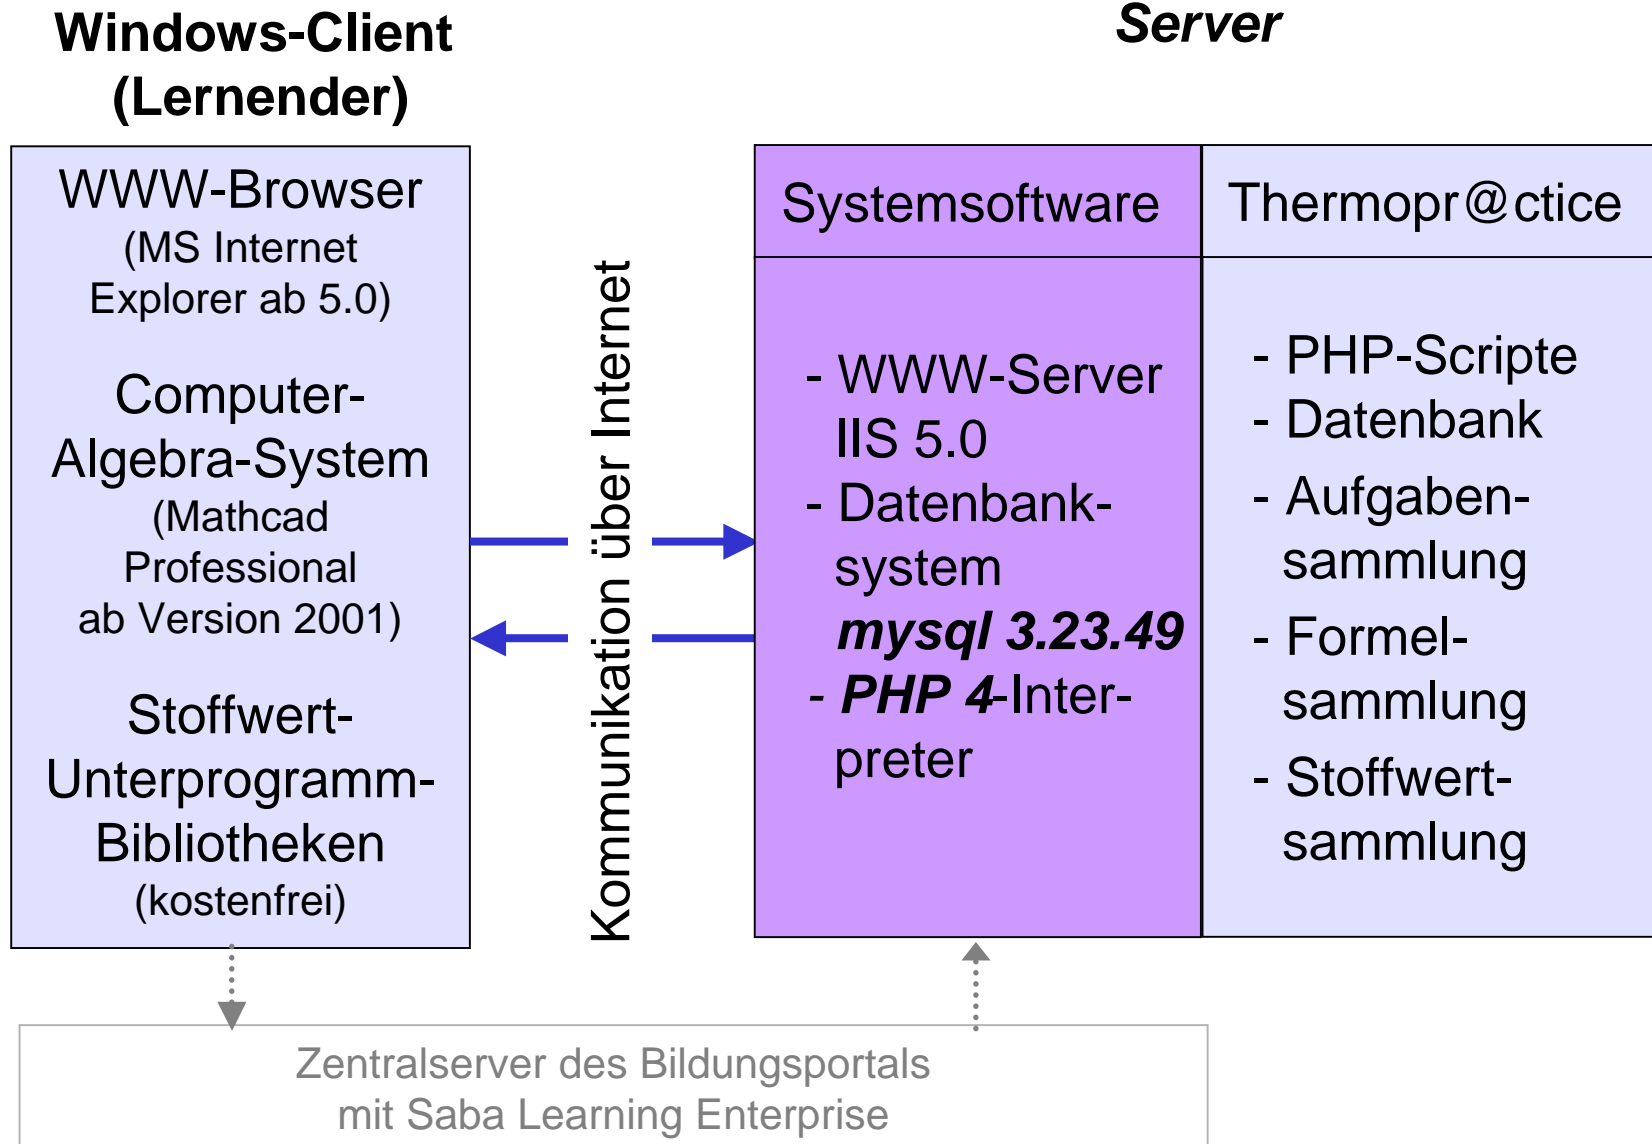 Windows-Client
(Lernender)
Server
WWW-Browser
(MS Internet
Explorer ab 5.0)
Computer-
Algebra-System
(Mathcad
Professional
ab Version 2001)
Stoffwert-
Unterprogramm-
Bibliotheken
(kostenfrei)
Kommunikation über Internet
Systemsoftware
- WWW-Server
IIS 5.0
- Datenbank-
system
mysql 3.23.49
- PHP 4-Inter-
preter
Thermopr@ctice
- PHP-Scripte
- Datenbank
- Aufgaben-
sammlung
- Formel-
sammlung
- Stoffwert-
sammlung
Zentralserver des Bildungsportals
mit Saba Learning Enterprise